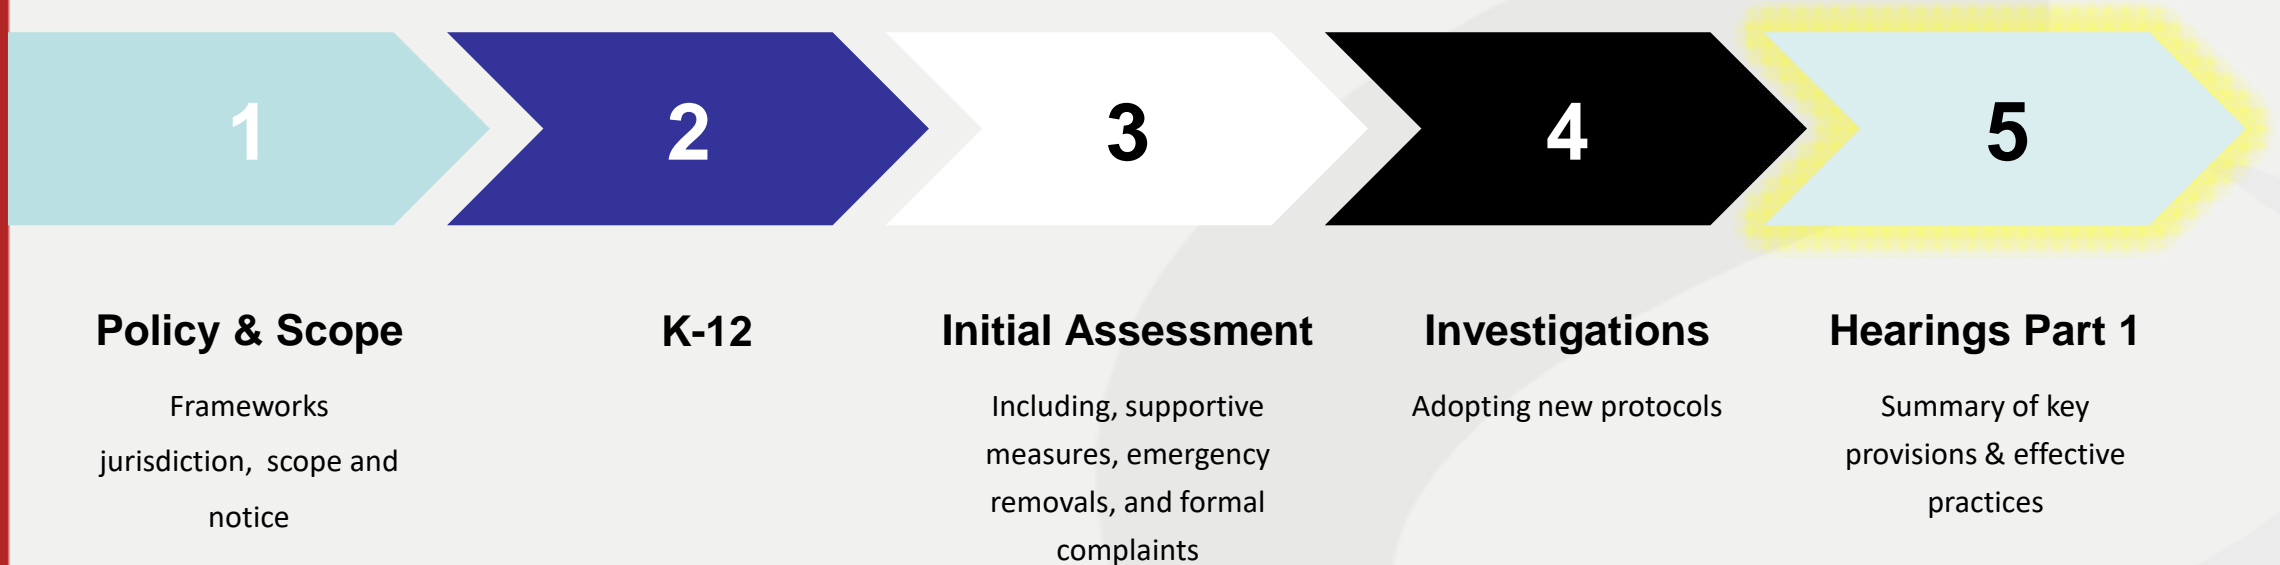 1
2
3
4
5
Policy & Scope
Frameworks
jurisdiction, scope and
notice
K-12
Initial Assessment
Including, supportive
measures, emergency
removals, and formal
complaints
Investigations
Adopting new protocols
Hearings Part 1
Summary of key
provisions & effective
practices